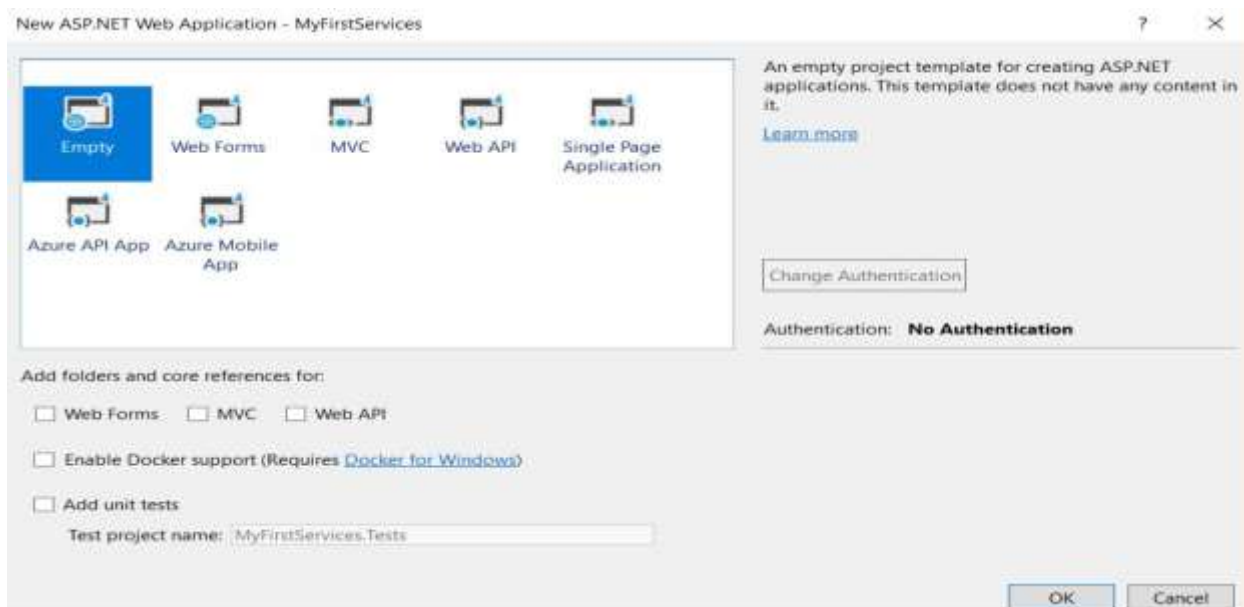 New ASP.NET Web Application - MyFirstServices
? ×
Empty
Web Forms
MVC
Web API
Single Page
Application
Azure API App
Azure Mobile
App
An empty project template for creating ASP.NET
applications. This template does not have any content in
it.
Learn more
Change Authentication
Authentication: No Authentication
Add folders and core references for:
Web Forms MVC Web API
Enable Docker support (Requires Docker for Windows)
Add unit tests
Test project name: MyFirstServices.Tests
OK Cancel